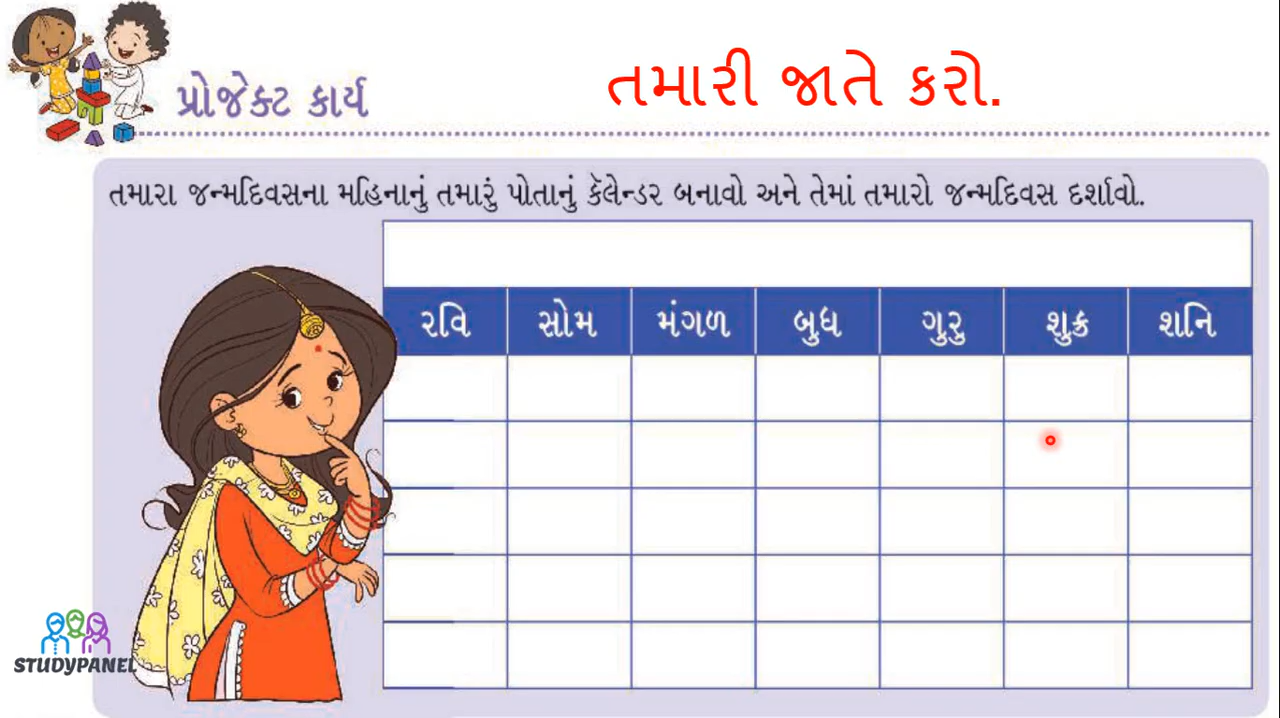 પ્રોજેક્ટ કાર્ય
તમારી જાતે કરો.
તમારા જન્મદિવસના મહિનાનું તમારું પોતાનું કૅલેન્ડર બનાવો અને તેમાં તમારો જન્મદિવસ દર્શાવો.
રવિ સોમ મંગળ બુધ ગુરુ શુક્ર શનિ
STUDYPANEL